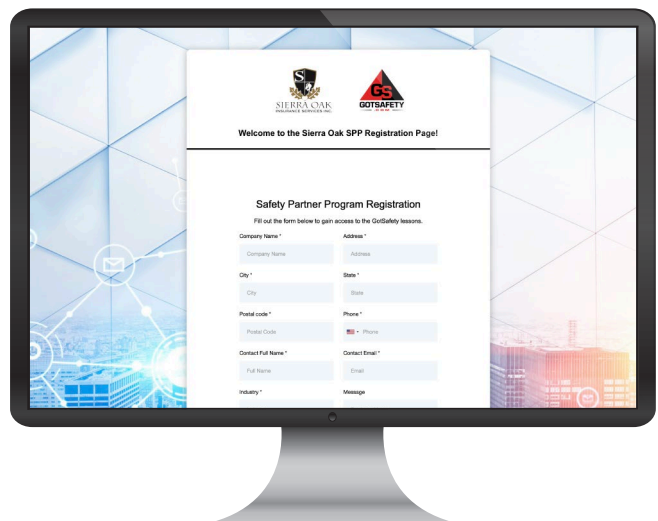 SIERRA OAK
INSURANCE SERVICES INC.
GS
GOTSAFETY
Welcome to the Sierra Oak SPP Registration Page!
Safety Partner Program Registration
Fill out the form below to gain access to the GotSafety lessons.
Company Name * Address *
Company Name Address
City * State *
City State
Postal code * Phone *
Postal Code Phone
Contact Full Name * Contact Email *
Full Name Email
Industry * Message